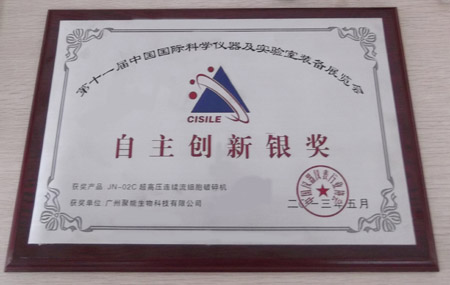 第十一届中国国际科学仪器及实验室装备展览会
CISILE
自主创新银奖
获奖产品: JN-02C 超高压连续流细胞破碎机
获奖单位: 广州聚能生物科技有限公司
二〇一三年五月